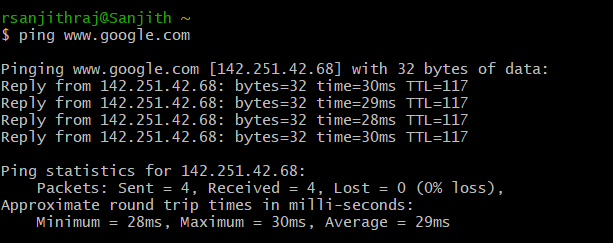 rsanjithraj@Sanjith ~
$ ping www.google.com
Pinging www.google.com [142.251.42.68] with 32 bytes of data:
Reply from 142.251.42.68: bytes=32 time=30ms TTL=117
Reply from 142.251.42.68: bytes=32 time=29ms TTL=117
Reply from 142.251.42.68: bytes=32 time=28ms TTL=117
Reply from 142.251.42.68: bytes=32 time=30ms TTL=117
Ping statistics for 142.251.42.68:
    Packets: Sent = 4, Received = 4, Lost = 0 (0% loss),
Approximate round trip times in milli-seconds:
    Minimum = 28ms, Maximum = 30ms, Average = 29ms